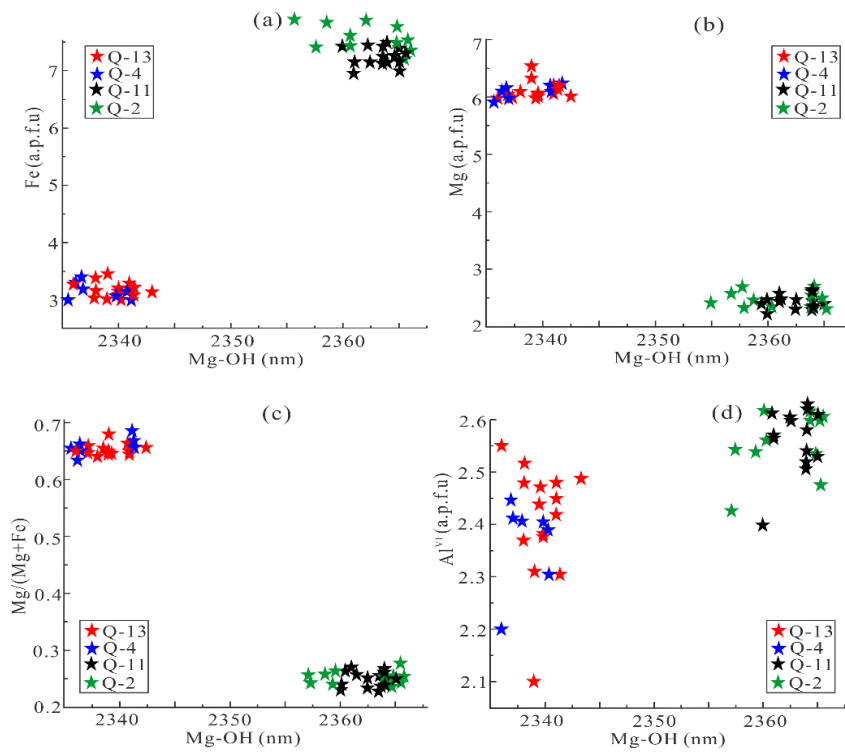 (a)
Fe (a.p.f.u)
7
6
5
4
3
Q-13
Q-4
Q-11
Q-2
2340
2350
2360
Mg-OH (nm)
(b)
Mg (a.p.f.u)
7
6
5
4
3
2
Q-13
Q-4
Q-11
Q-2
2340
2350
2360
Mg-OH (nm)
(c)
Mg/(Mg+Fe)
0.7
0.6
0.5
0.4
0.3
0.2
Q-13
Q-4
Q-11
Q-2
2340
2350
2360
Mg-OH (nm)
(d)
Al^VI (a.p.f.u)
2.6
2.5
2.4
2.3
2.2
2.1
Q-13
Q-4
Q-11
Q-2
2340
2350
2360
Mg-OH (nm)